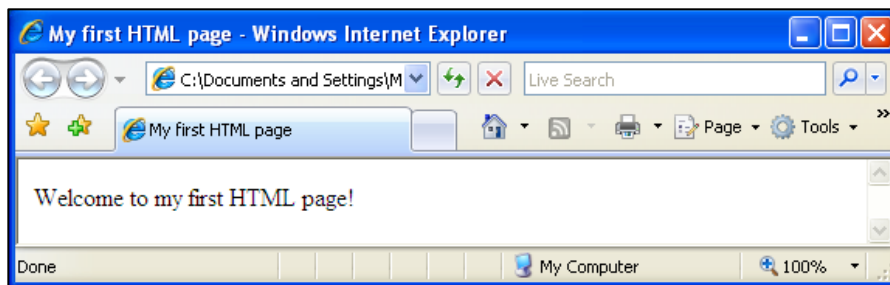 My first HTML page - Windows Internet Explorer
C:\Documents and Settings\M Live Search
My first HTML page Page Tools »
Welcome to my first HTML page!
Done My Computer 100%